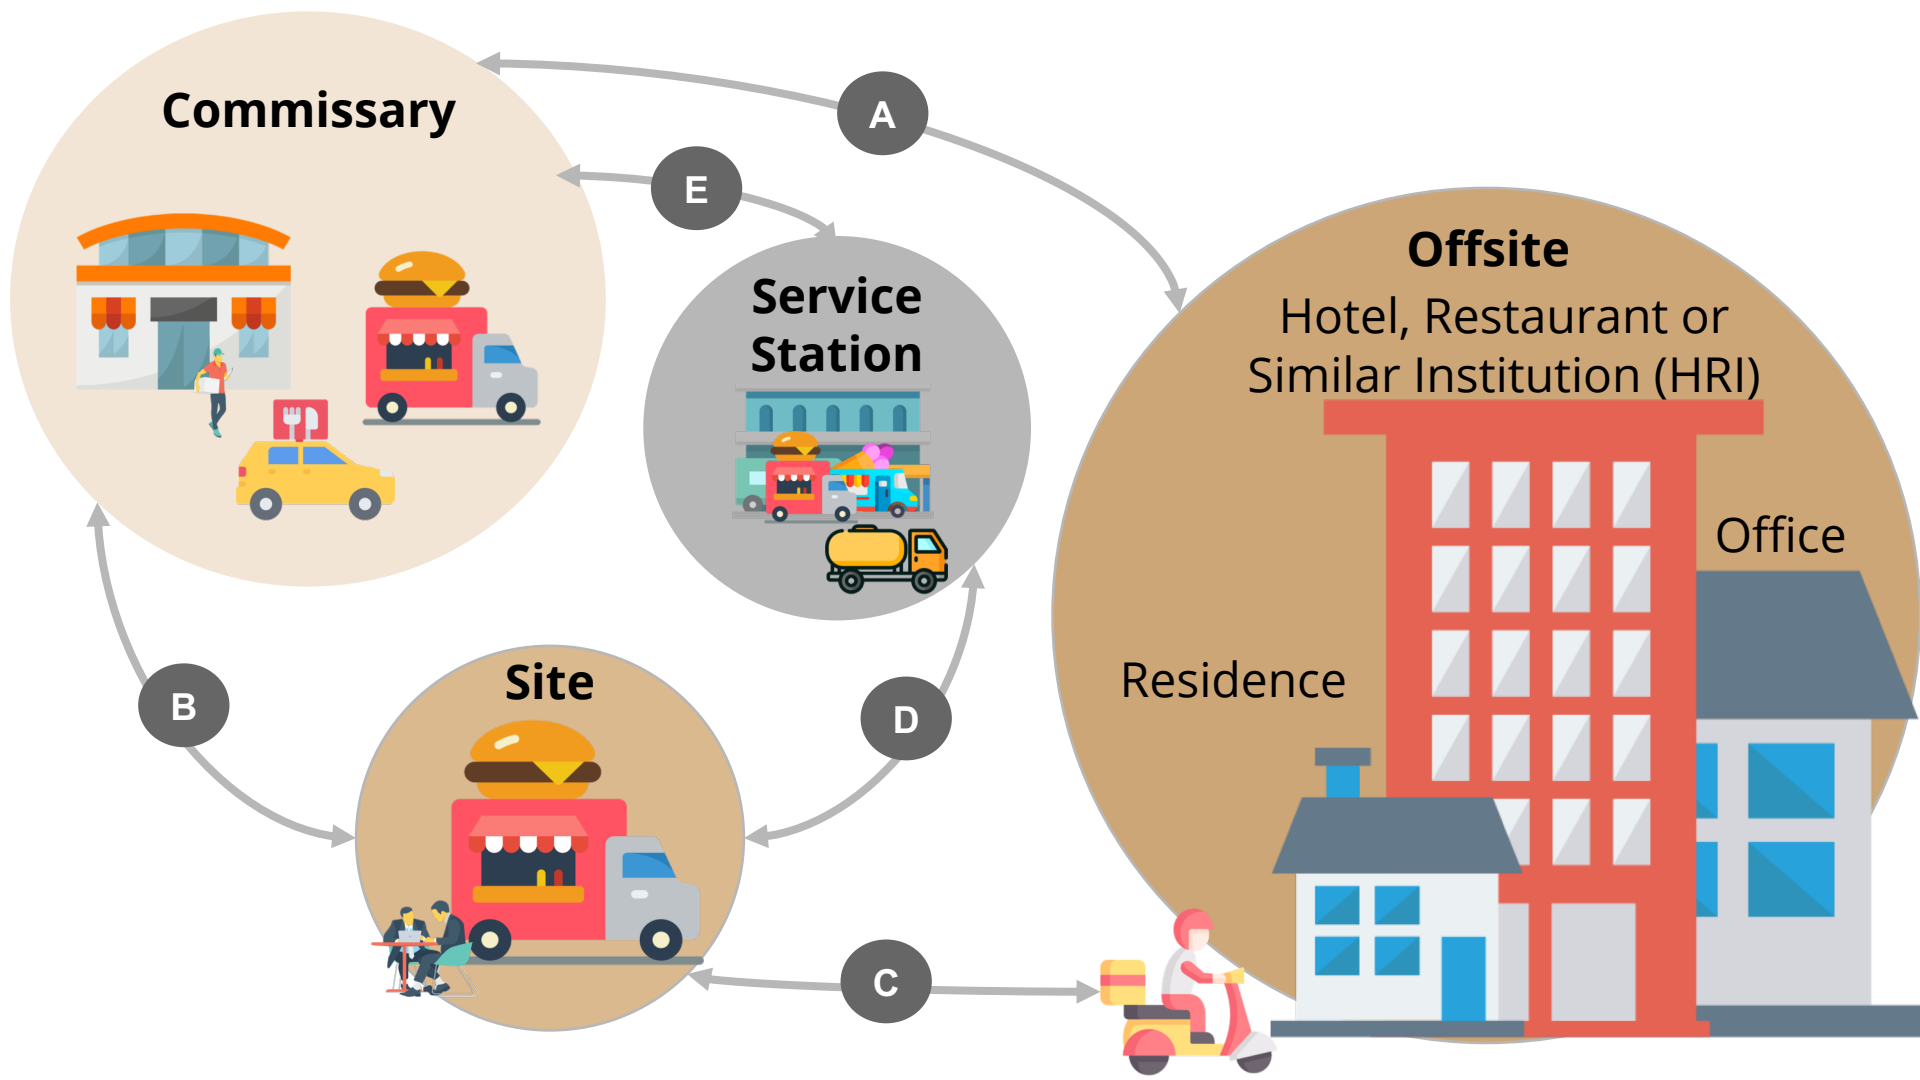 Commissary
A
E
Service
Station
Offsite
Hotel, Restaurant or
Similar Institution (HRI)
Office
Residence
B
Site
D
C